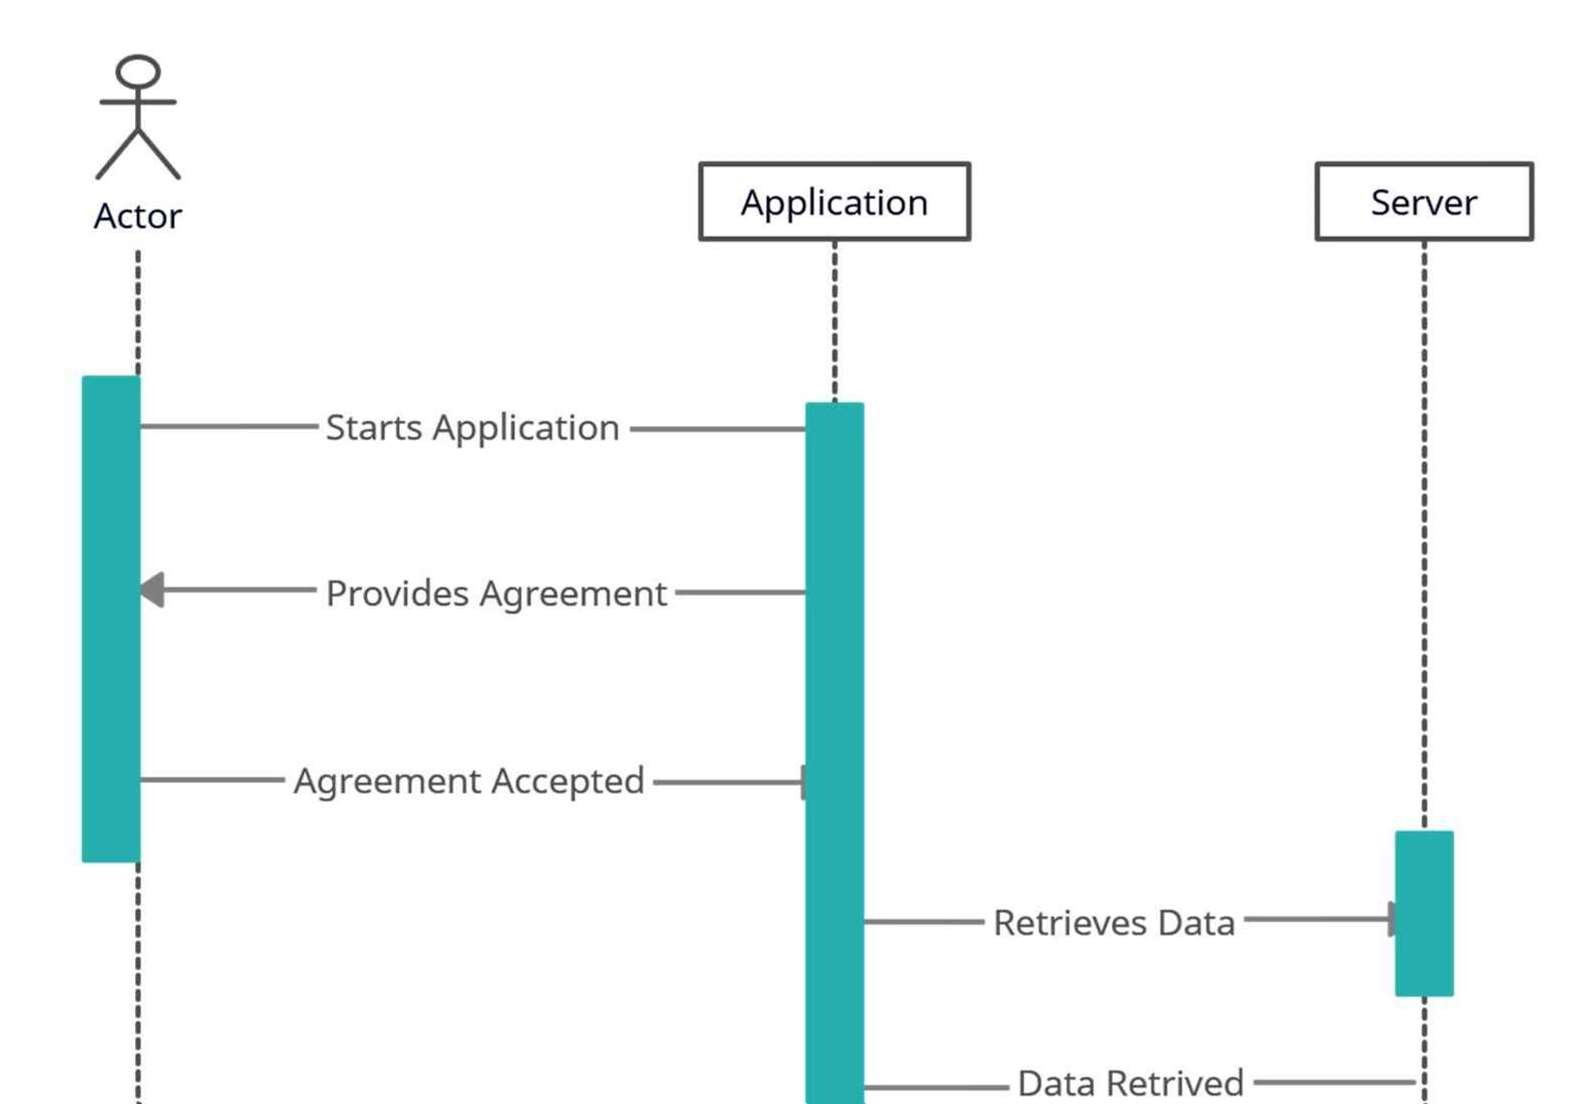 Actor
Application
Server
Starts Application
Provides Agreement
Agreement Accepted
Retrieves Data
Data Retrived